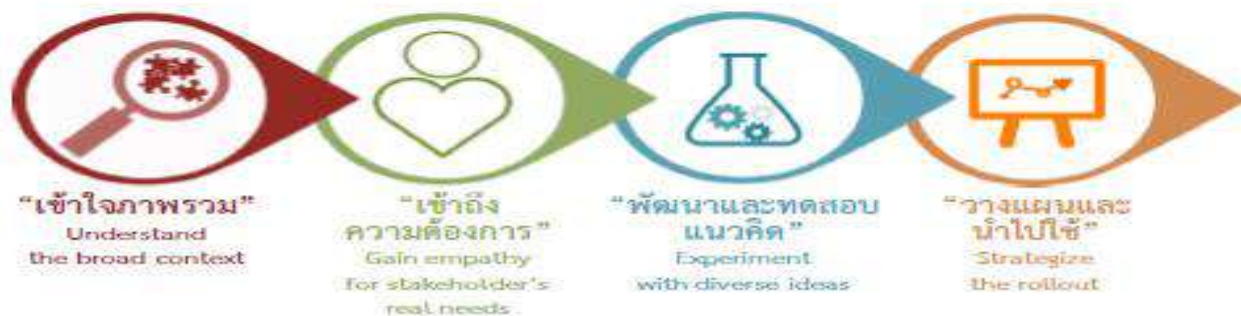 “เข้าใจภาพรวม”
Understand
the broad context
“เข้าถึง
ความต้องการ”
Gain empathy
for stakeholder's
real needs
“พัฒนาและทดสอบ
แนวคิด”
Experiment
with diverse ideas
“วางแผนและ
นำไปใช้”
Strategize
the rollout